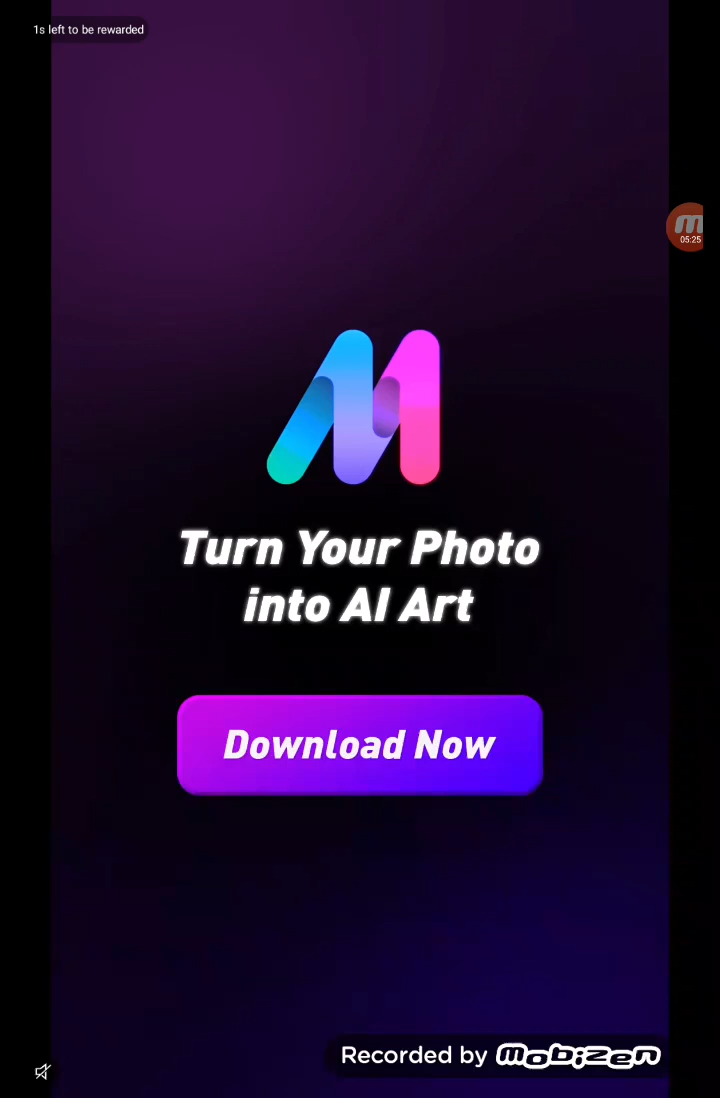 1s left to be rewarded
05:25
Turn Your Photo
into AI Art
Download Now
Recorded by mobizen